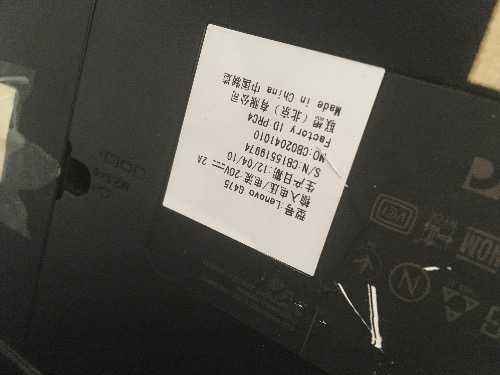 型号:Lenovo G475
输入电压/电流:20V⎓2A
生产日期:12/04/10
S/N:CB15519974
MO:CB02041010
Factory ID PRC4
联想(北京)有限公司
Made in China 中国制造